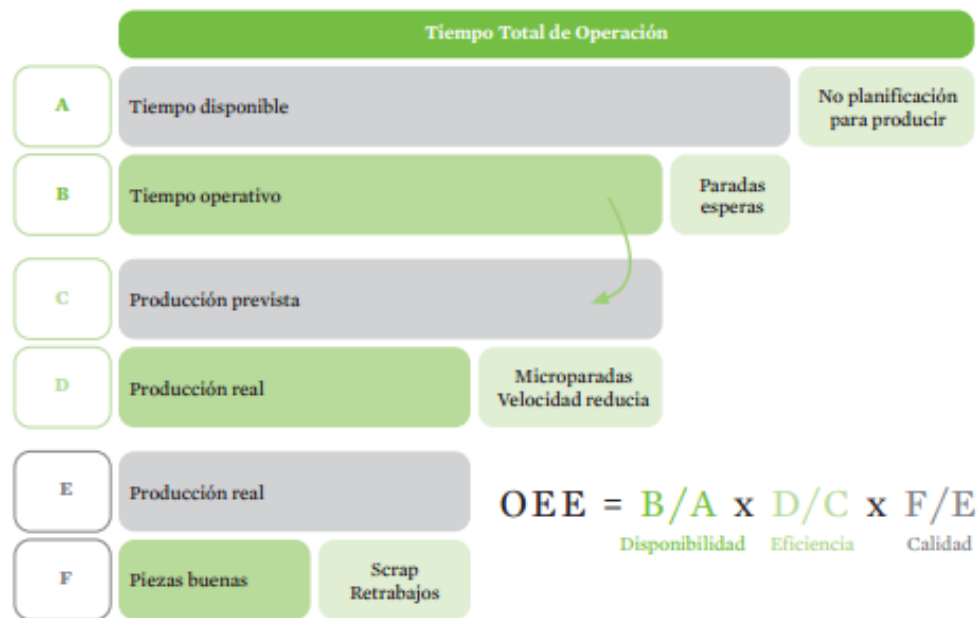 Tiempo Total de Operación
A
Tiempo disponible
No planificación
para producir
B
Tiempo operativo
Paradas
esperas
C
Producción prevista
D
Producción real
Microparadas
Velocidad reducia
E
Producción real
OEE = B/A x D/C x F/E
Disponibilidad Eficiencia Calidad
F
Piezas buenas
Scrap
Retrabajos